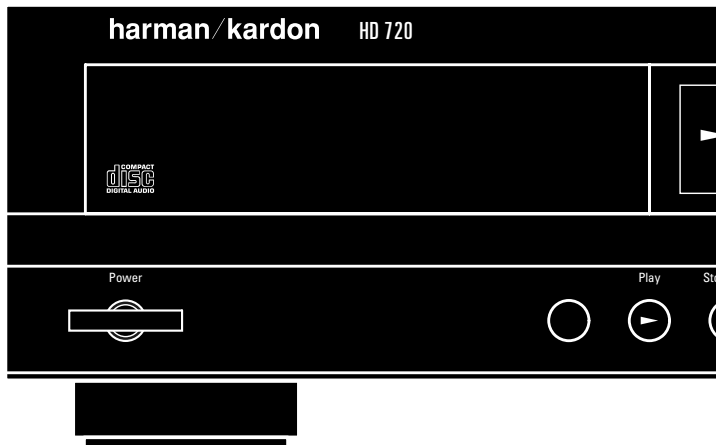 harman/kardon HD 720
COMPACT
disc
DIGITAL AUDIO
Power Play